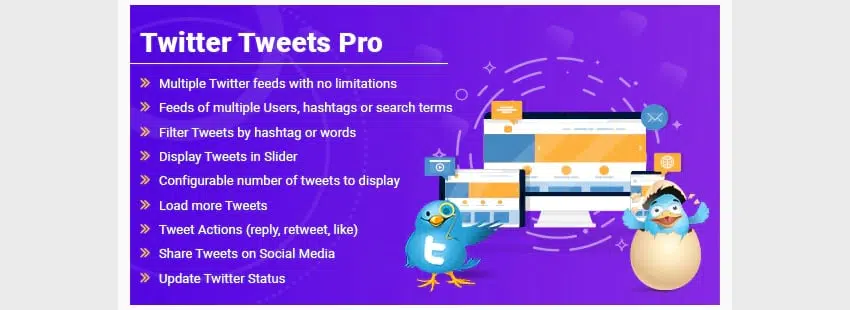 Twitter Tweets Pro
Multiple Twitter feeds with no limitations
Feeds of multiple Users, hashtags or search terms
Filter Tweets by hashtag or words
Display Tweets in Slider
Configurable number of tweets to display
Load more Tweets
Tweet Actions (reply, retweet, like)
Share Tweets on Social Media
Update Twitter Status
t